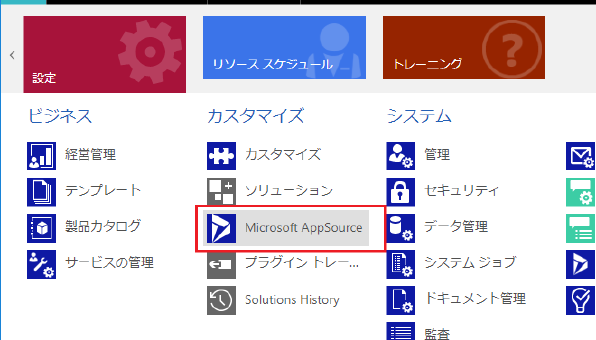 設定
リソース スケジュール
トレーニング
ビジネス
経営管理
テンプレート
製品カタログ
サービスの管理
カスタマイズ
カスタマイズ
ソリューション
Microsoft AppSource
プラグイン トレー...
Solutions History
システム
管理
セキュリティ
データ管理
システム ジョブ
ドキュメント管理
監査